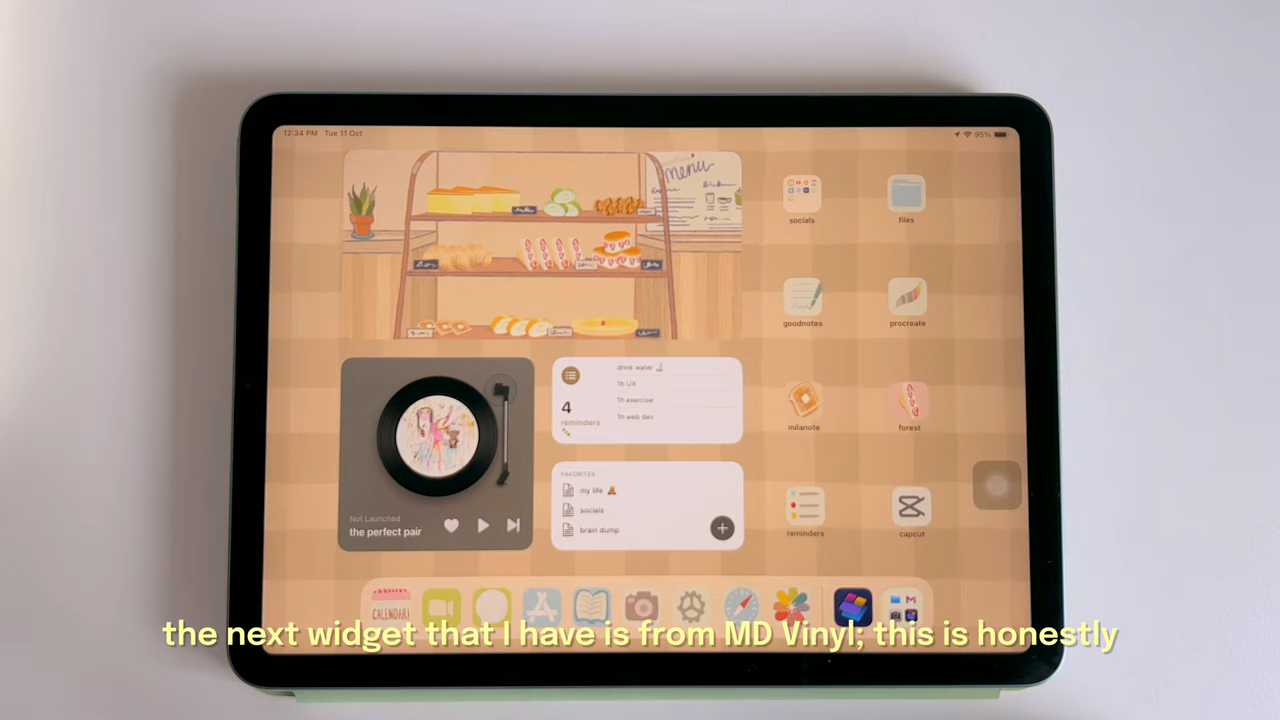 12:34 PM Tue 11 Oct
95%
menu
socials
files
goodnotes
procreate
drink water
1h UX
1h exercise
1h web dev
4
reminders
milanote
forest
FAVORITES
my life
socials
brain dump
Not Launched
the perfect pair
reminders
capcut
CALENDAR!
the next widget that I have is from MD Vinyl; this is honestly